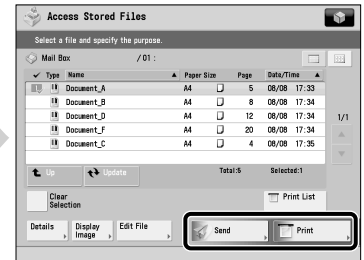 Access Stored Files
Select a file and specify the purpose.
Mail Box / 01 :
Type Name ▲ Paper Size Page Date/Time ▲
Document_A A4 5 08/08 17:33
Document_B A4 8 08/08 17:34
Document_D A4 12 08/08 17:34
Document_F A4 20 08/08 17:34
Document_C A4 4 08/08 17:35
1/1
Up Update Total:5 Selected:1
Clear Selection Print List
Details Display Image Edit File Send Print